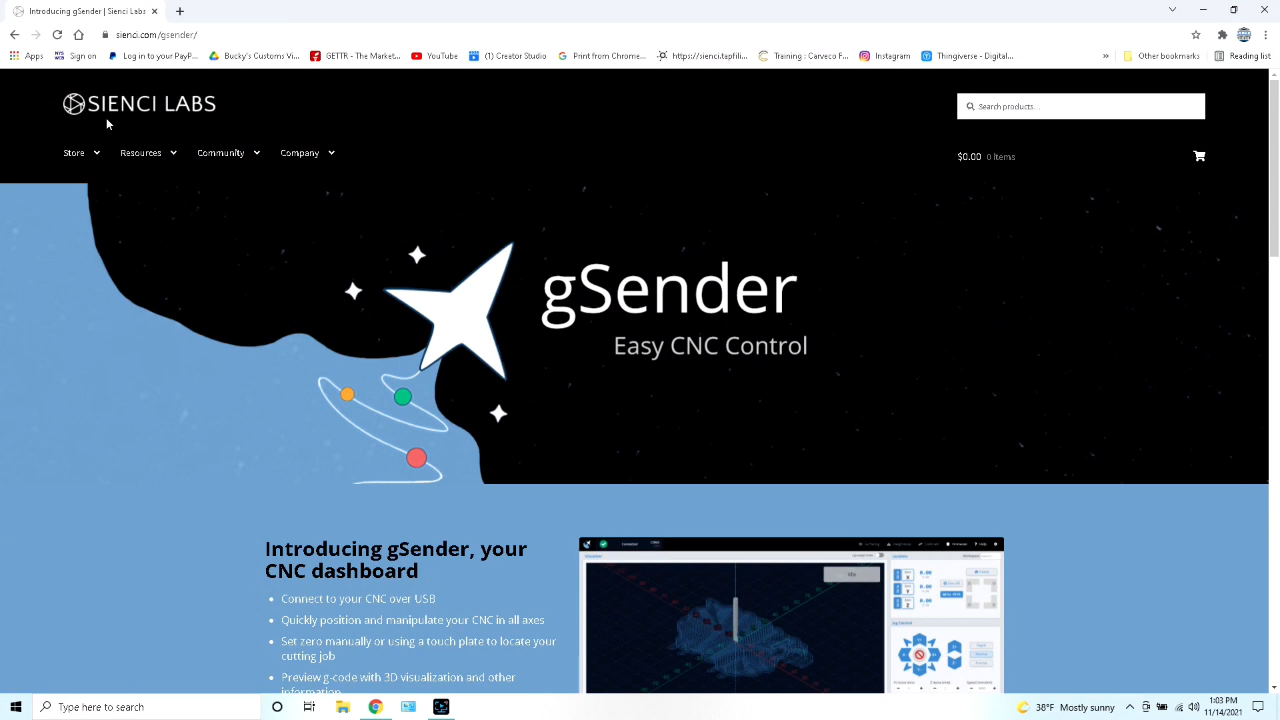 Introducing gSender | Sienci Labs
sienci.com/gsender/
Apps
Sign on
Log in to your PayP...
Bucky's Customs Vi...
GETTR - The Market...
YouTube
(1) Creator Studio
Print from Chrome...
https://sienci.tapfili...
Training : Carveco...
Instagram
Thingiverse - Digital...
»
Other bookmarks
Reading list
SIENCI LABS
Search products...
Store
Resources
Community
Company
$0.00 0 items
gSender
Easy CNC Control
Introducing gSender, your
CNC dashboard
• Connect to your CNC over USB
• Quickly position and manipulate your CNC in all axes
• Set zero manually or using a touch plate to locate your
cutting job
• Preview g-code with 3D visualization and other
information
Type here to search
38°F Mostly sunny
1:03 PM
11/14/2021